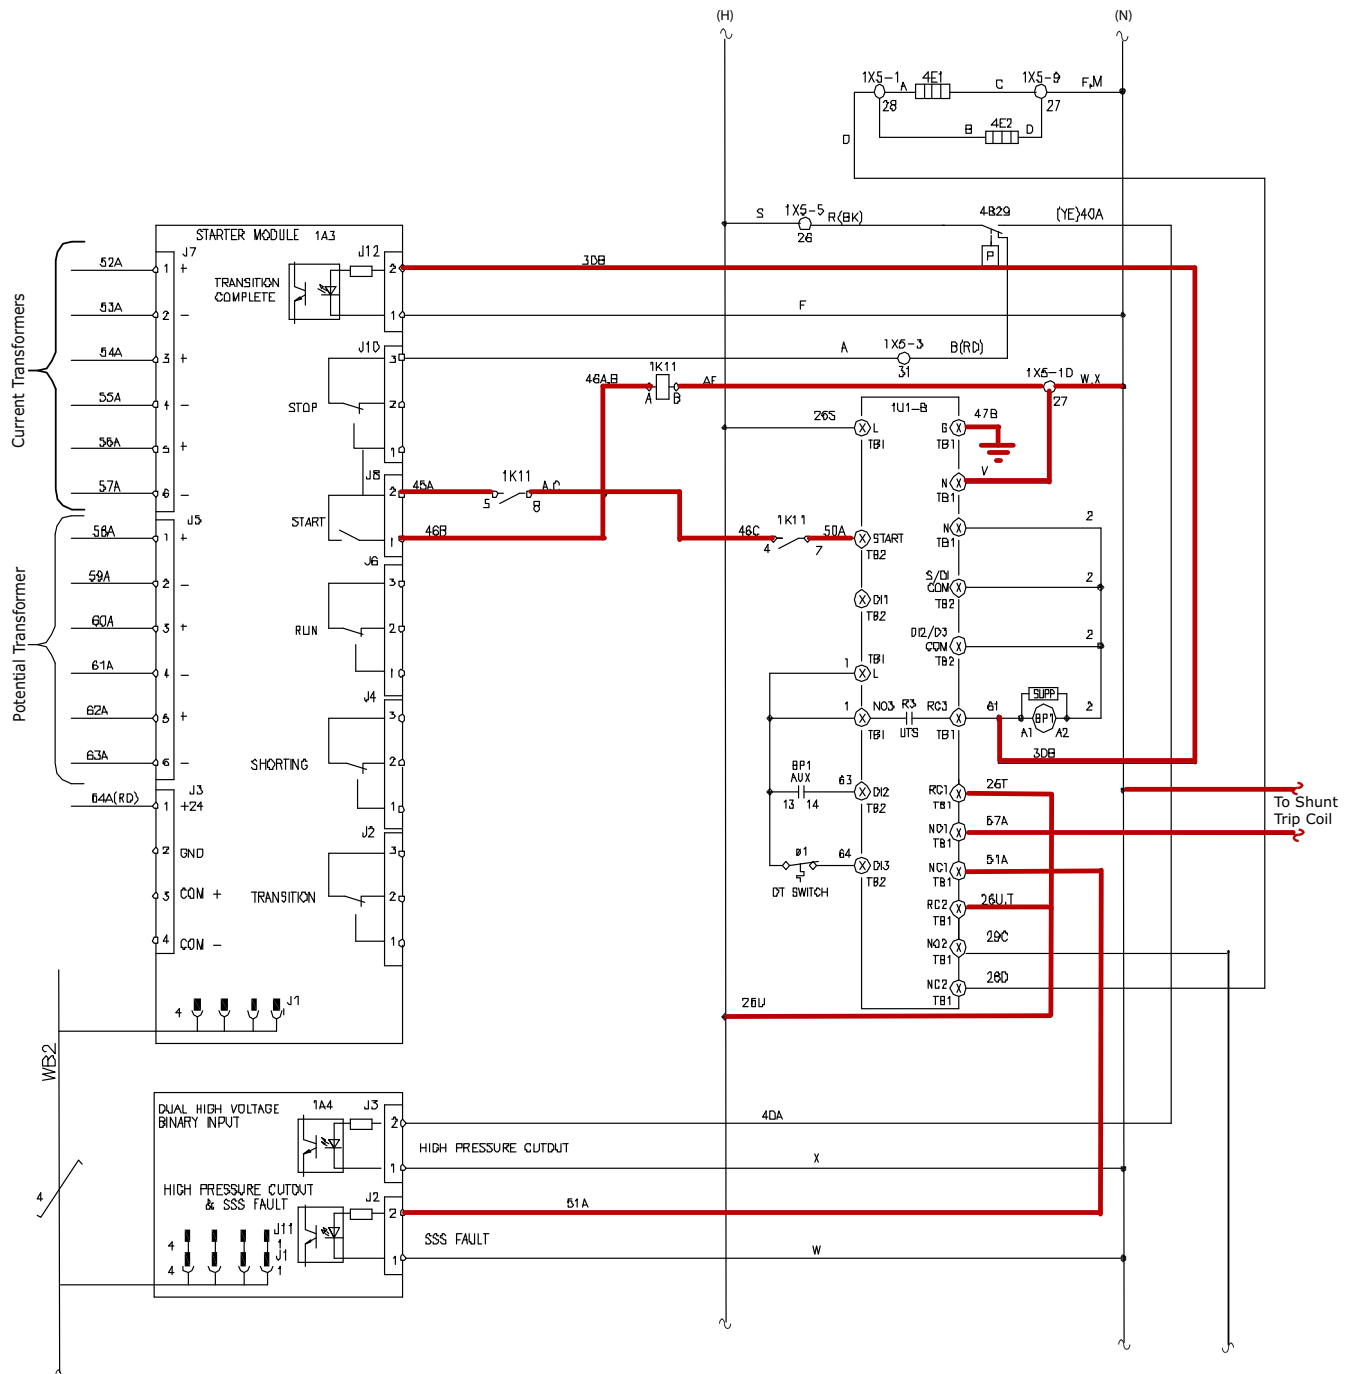 (H)
(N)
1X5-1
A
4E1
C
1X5-9
F,M
28
27
B
4E2
D
D
S
1X5-5
R(BK)
26
4B29
(YE)40A
P
STARTER MODULE 1A3
Current Transformers
J7
52A
1 +
53A
2 -
54A
3 +
55A
4 -
56A
5 +
57A
6 -
Potential Transformer
J5
58A
1 +
59A
2 -
60A
3 +
61A
4 -
62A
5 +
63A
6 -
J3
64A(RD)
1 +24
2 GND
3 COM +
4 COM -
TRANSITION
COMPLETE
J12
2
1
J10
3
2
1
STOP
J8
2
1
START
J6
3
2
1
RUN
J4
3
2
1
SHORTING
J2
3
2
1
TRANSITION
4
J1
1
WB2
4
3DB
F
A
1X5-3
B(RD)
31
46A,B
1K11
A
B
AF
1X5-1D
W,X
27
45A
1K11
A,C
5
8
46B
46C
1K11
50A
4
7
1U1-B
26S
L
TB1
G
47B
TB1
N
V
TB1
N
2
TB1
START
TB2
S/D1
COM
2
TB2
DI1
TB2
DI2/D3
COM
2
TB2
1
TB1
L
1
NO3
TB1
R3
UTS
RC3
TB1
61
SUPP
BP1
A1
A2
2
3DB
BP1
AUX
13 14
63
DI2
TB2
Ø1
DT SWITCH
64
DI3
TB2
RC1
TB1
26T
NO1
TB1
57A
NC1
TB1
51A
RC2
TB1
26U,T
NO2
TB1
29C
NC2
TB1
28D
26U
To Shunt
Trip Coil
DUAL HIGH VOLTAGE
BINARY INPUT
1A4
J3
2
1
40A
HIGH PRESSURE CUTOUT
X
HIGH PRESSURE CUTOUT
& SSS FAULT
J2
2
1
51A
SSS FAULT
W
J11
4
1
J1
4
1